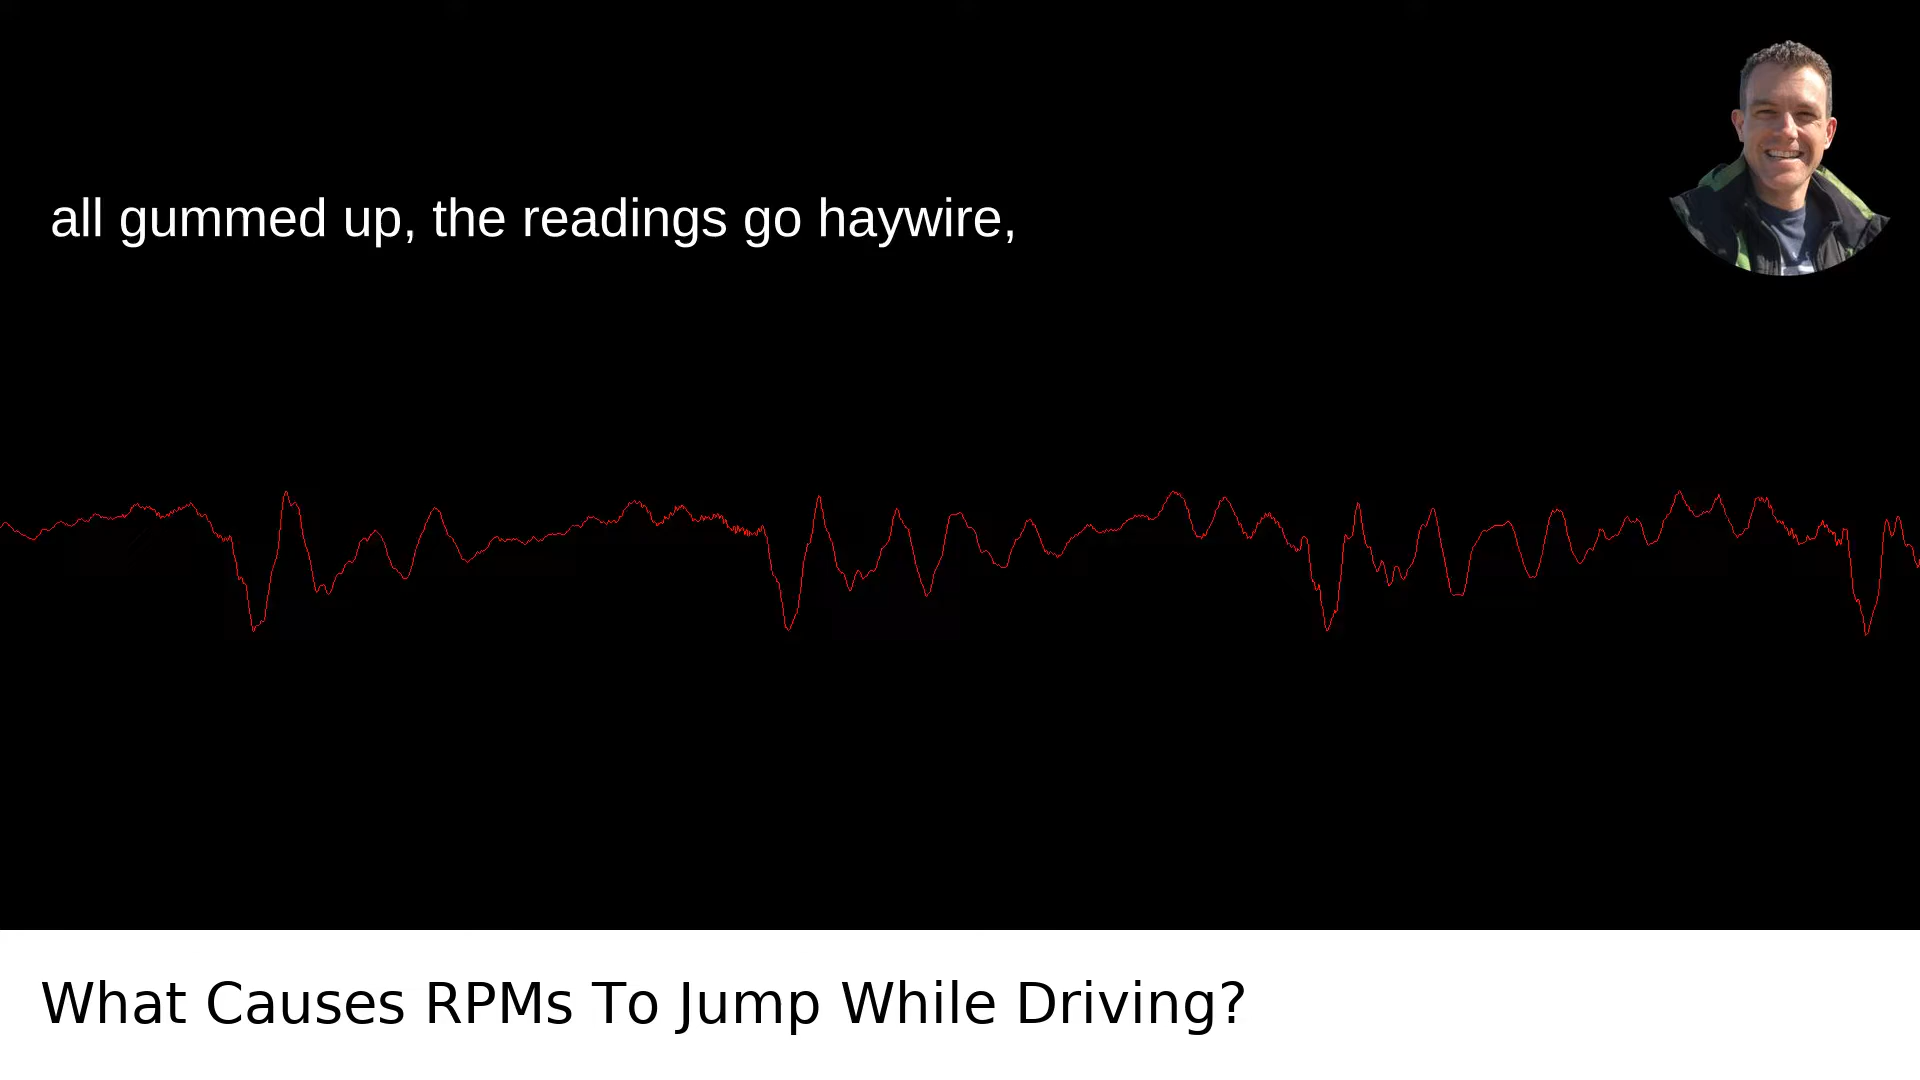 all gummed up, the readings go haywire,
What Causes RPMs To Jump While Driving?